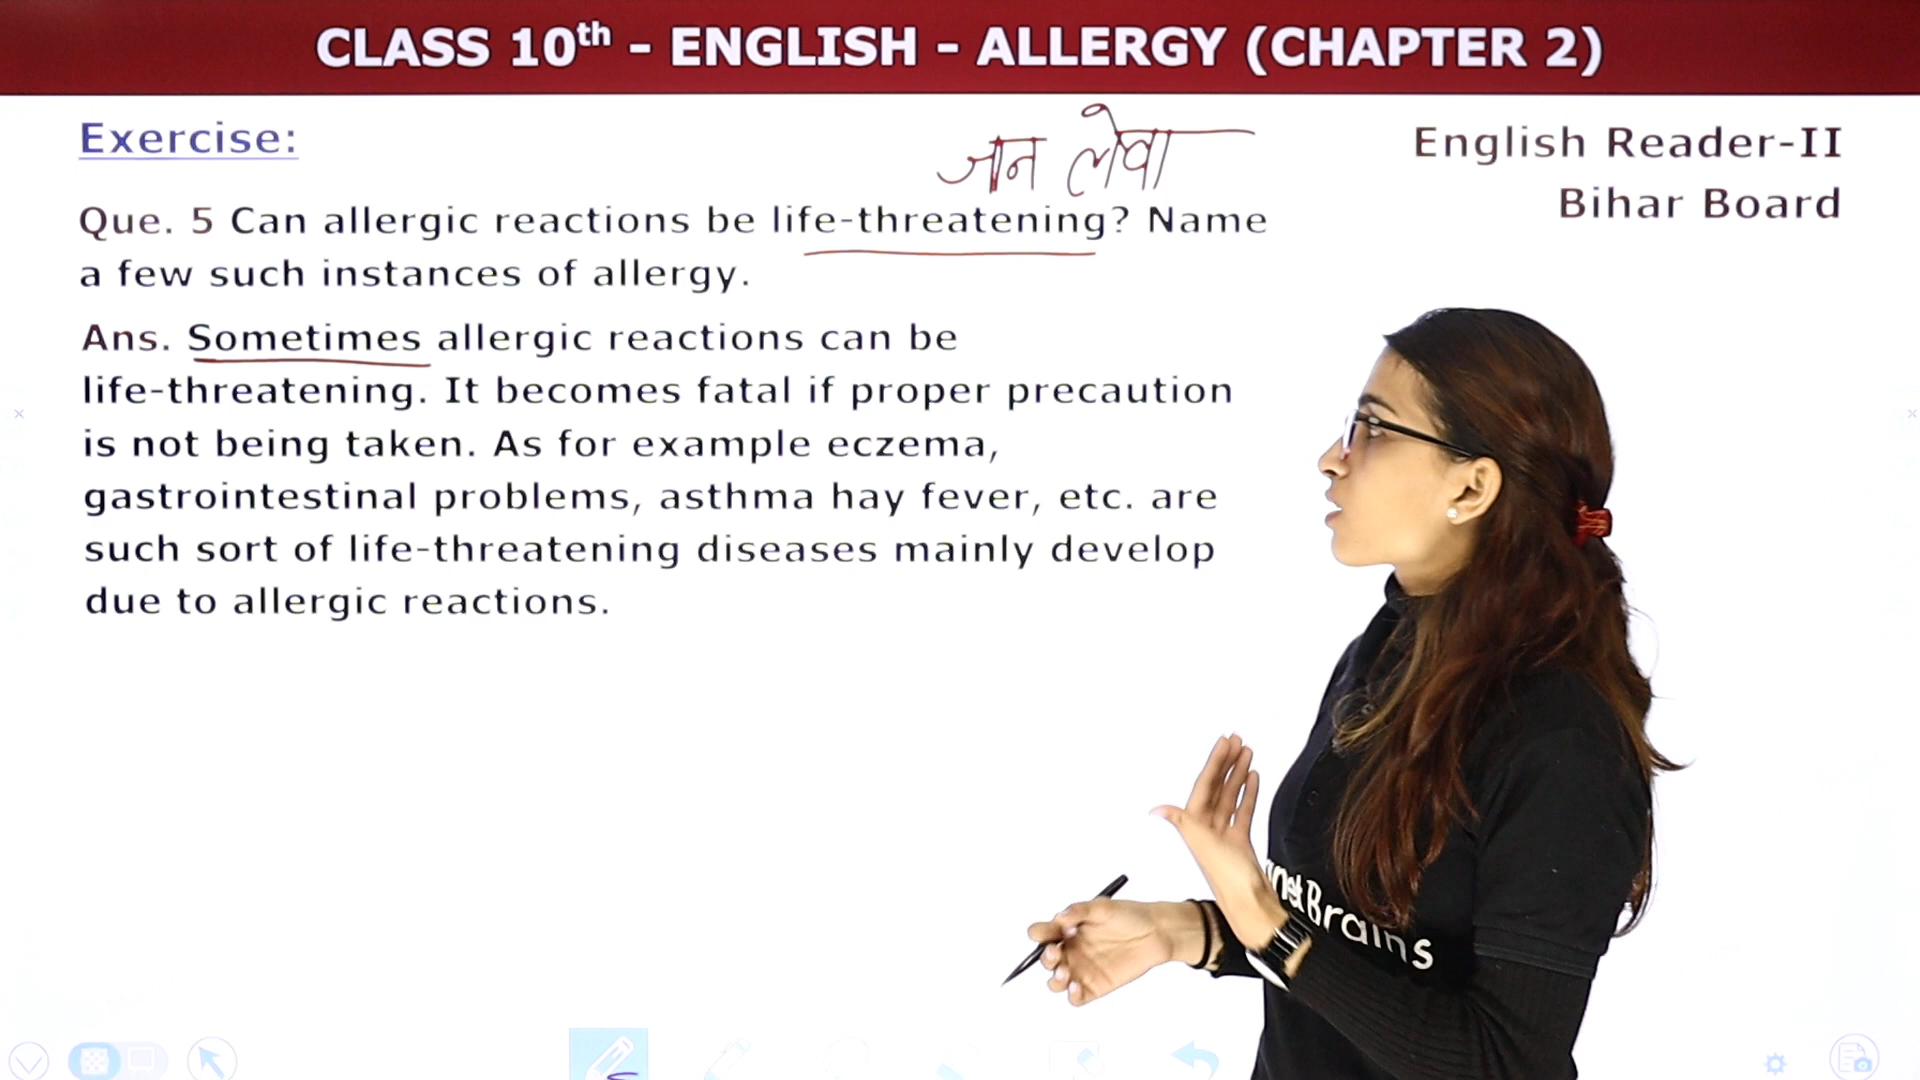 CLASS 10th - ENGLISH - ALLERGY (CHAPTER 2)
Exercise:
जान लेवा
English Reader-II
Bihar Board
Que. 5 Can allergic reactions be life-threatening? Name
a few such instances of allergy.
Ans. Sometimes allergic reactions can be
life-threatening. It becomes fatal if proper precaution
is not being taken. As for example eczema,
gastrointestinal problems, asthma hay fever, etc. are
such sort of life-threatening diseases mainly develop
due to allergic reactions.
netBrains